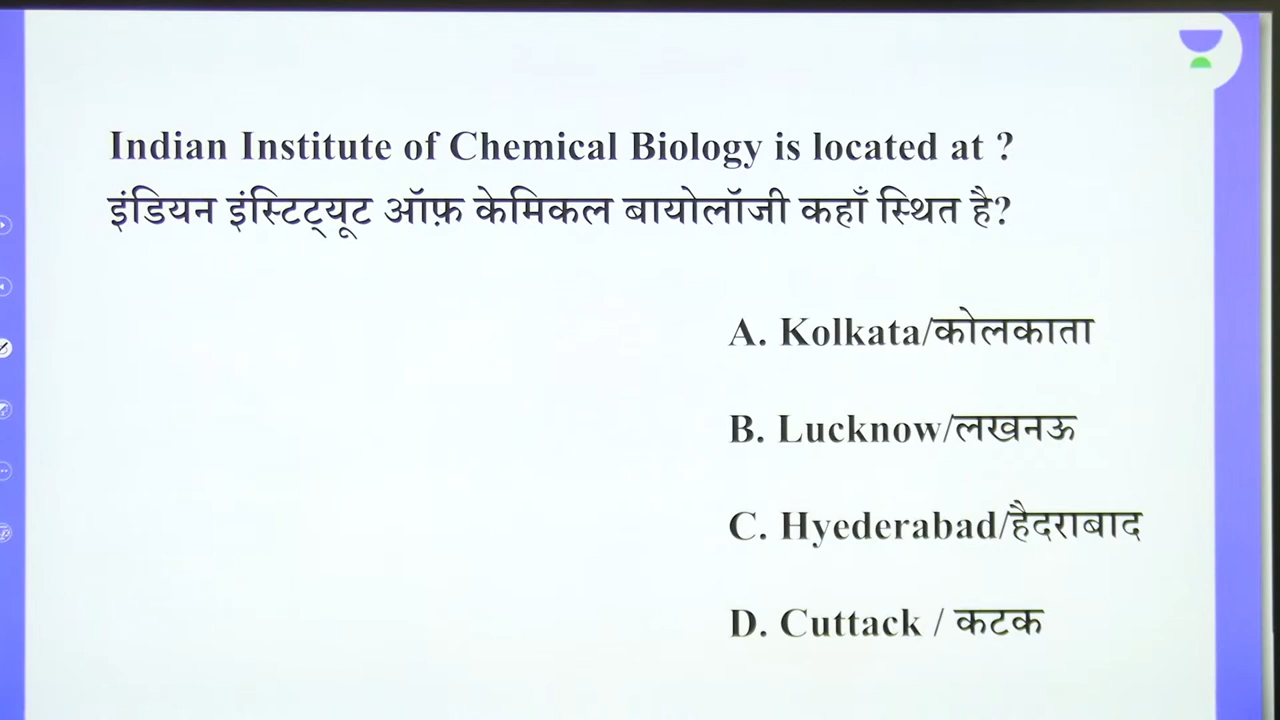 Indian Institute of Chemical Biology is located at ?
इंडियन इंस्टिट्यूट ऑफ़ केमिकल बायोलॉजी कहाँ स्थित है?
A. Kolkata/कोलकाता
B. Lucknow/लखनऊ
C. Hyederabad/हैदराबाद
D. Cuttack / कटक